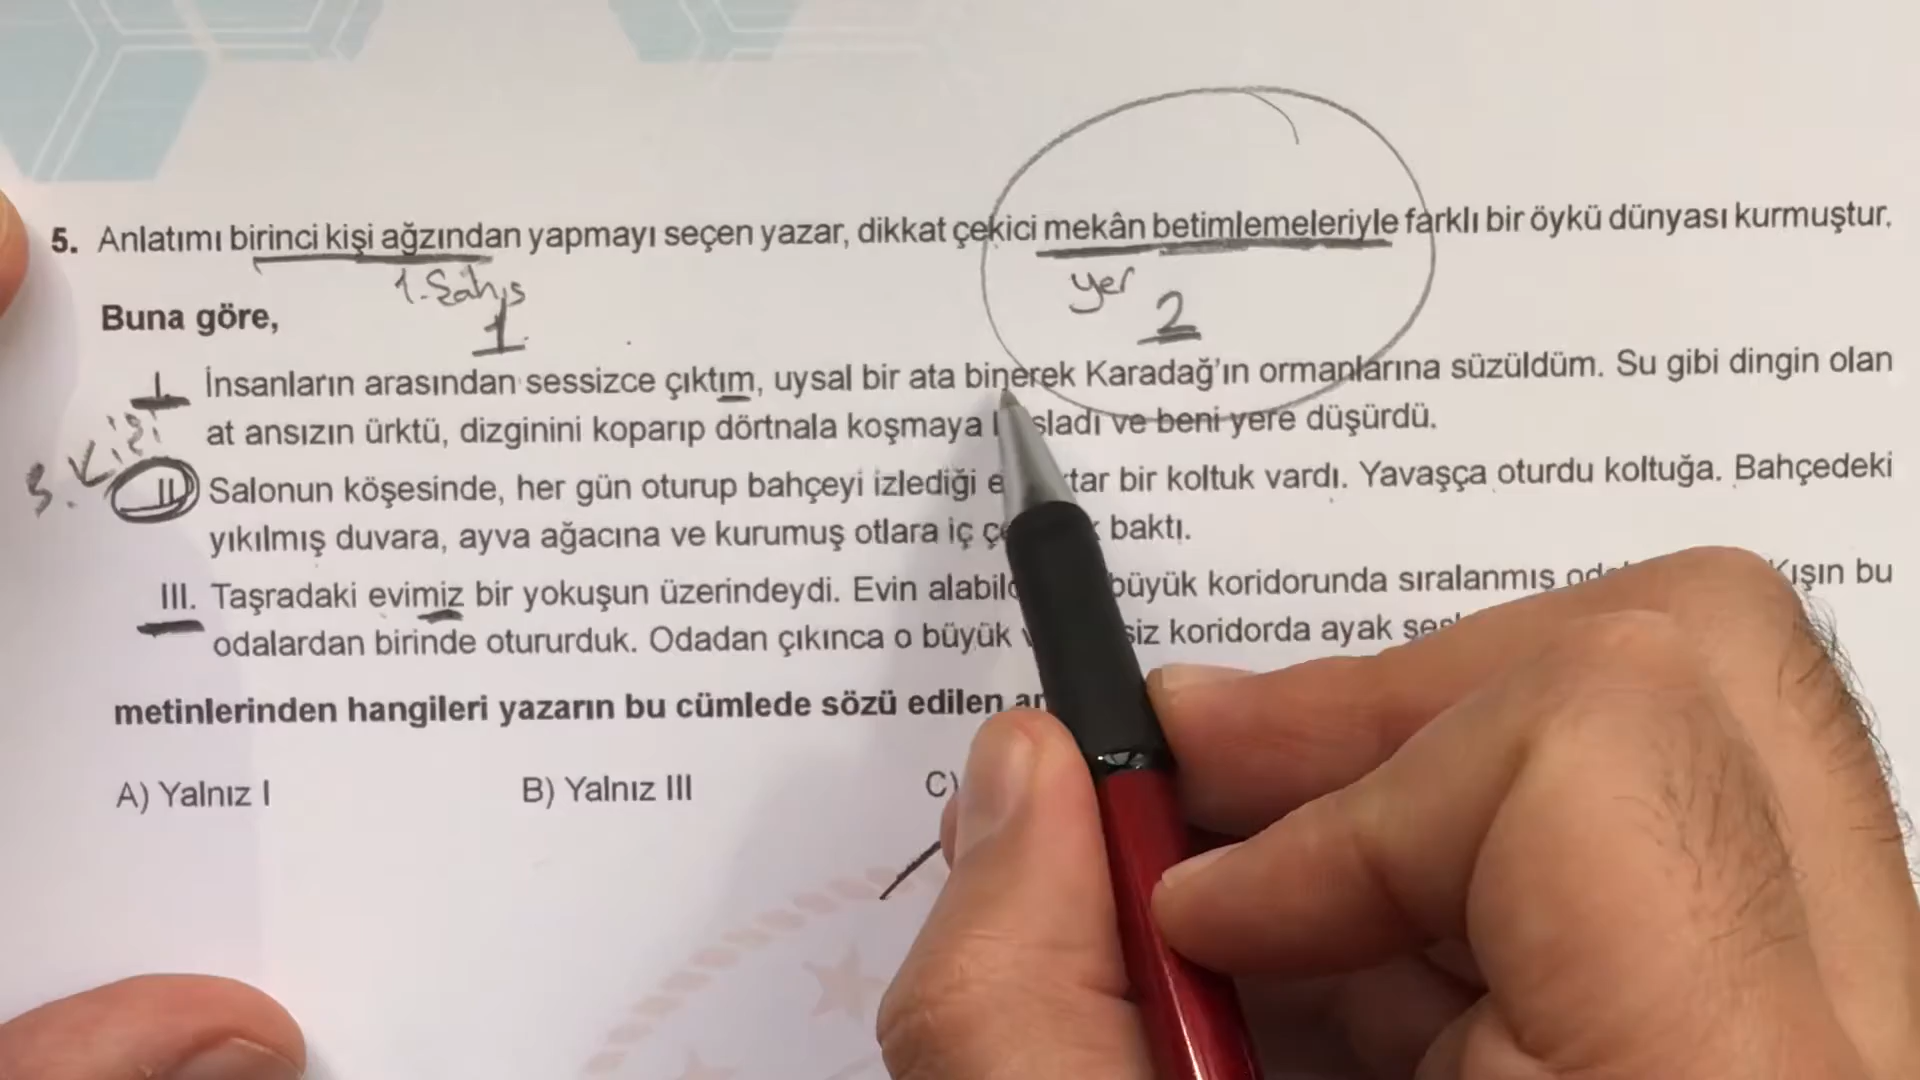 5. Anlatımı birinci kişi ağzından yapmayı seçen yazar, dikkat çekici mekân betimlemeleriyle farklı bir öykü dünyası kurmuştur.
1. Şahıs
1
yer
2
Buna göre,
I. İnsanların arasından sessizce çıktım, uysal bir ata binerek Karadağ'ın ormanlarına süzüldüm. Su gibi dingin olan
at ansızın ürktü, dizginini koparıp dörtnala koşmaya ve beni yere düşürdü.
3. Kişi
II Salonun köşesinde, her gün oturup bahçeyi izlediği bir koltuk vardı. Yavaşça oturdu koltuğa. Bahçedeki
yıkılmış duvara, ayva ağacına ve kurumuş otlara iç baktı.
III. Taşradaki evimiz bir yokuşun üzerindeydi. Evin büyük koridorunda sıralanmış Kışın bu
odalardan birinde otururduk. Odadan çıkınca o büyük koridorda ayak
metinlerinden hangileri yazarın bu cümlede sözü edilen
A) Yalnız I B) Yalnız III C)